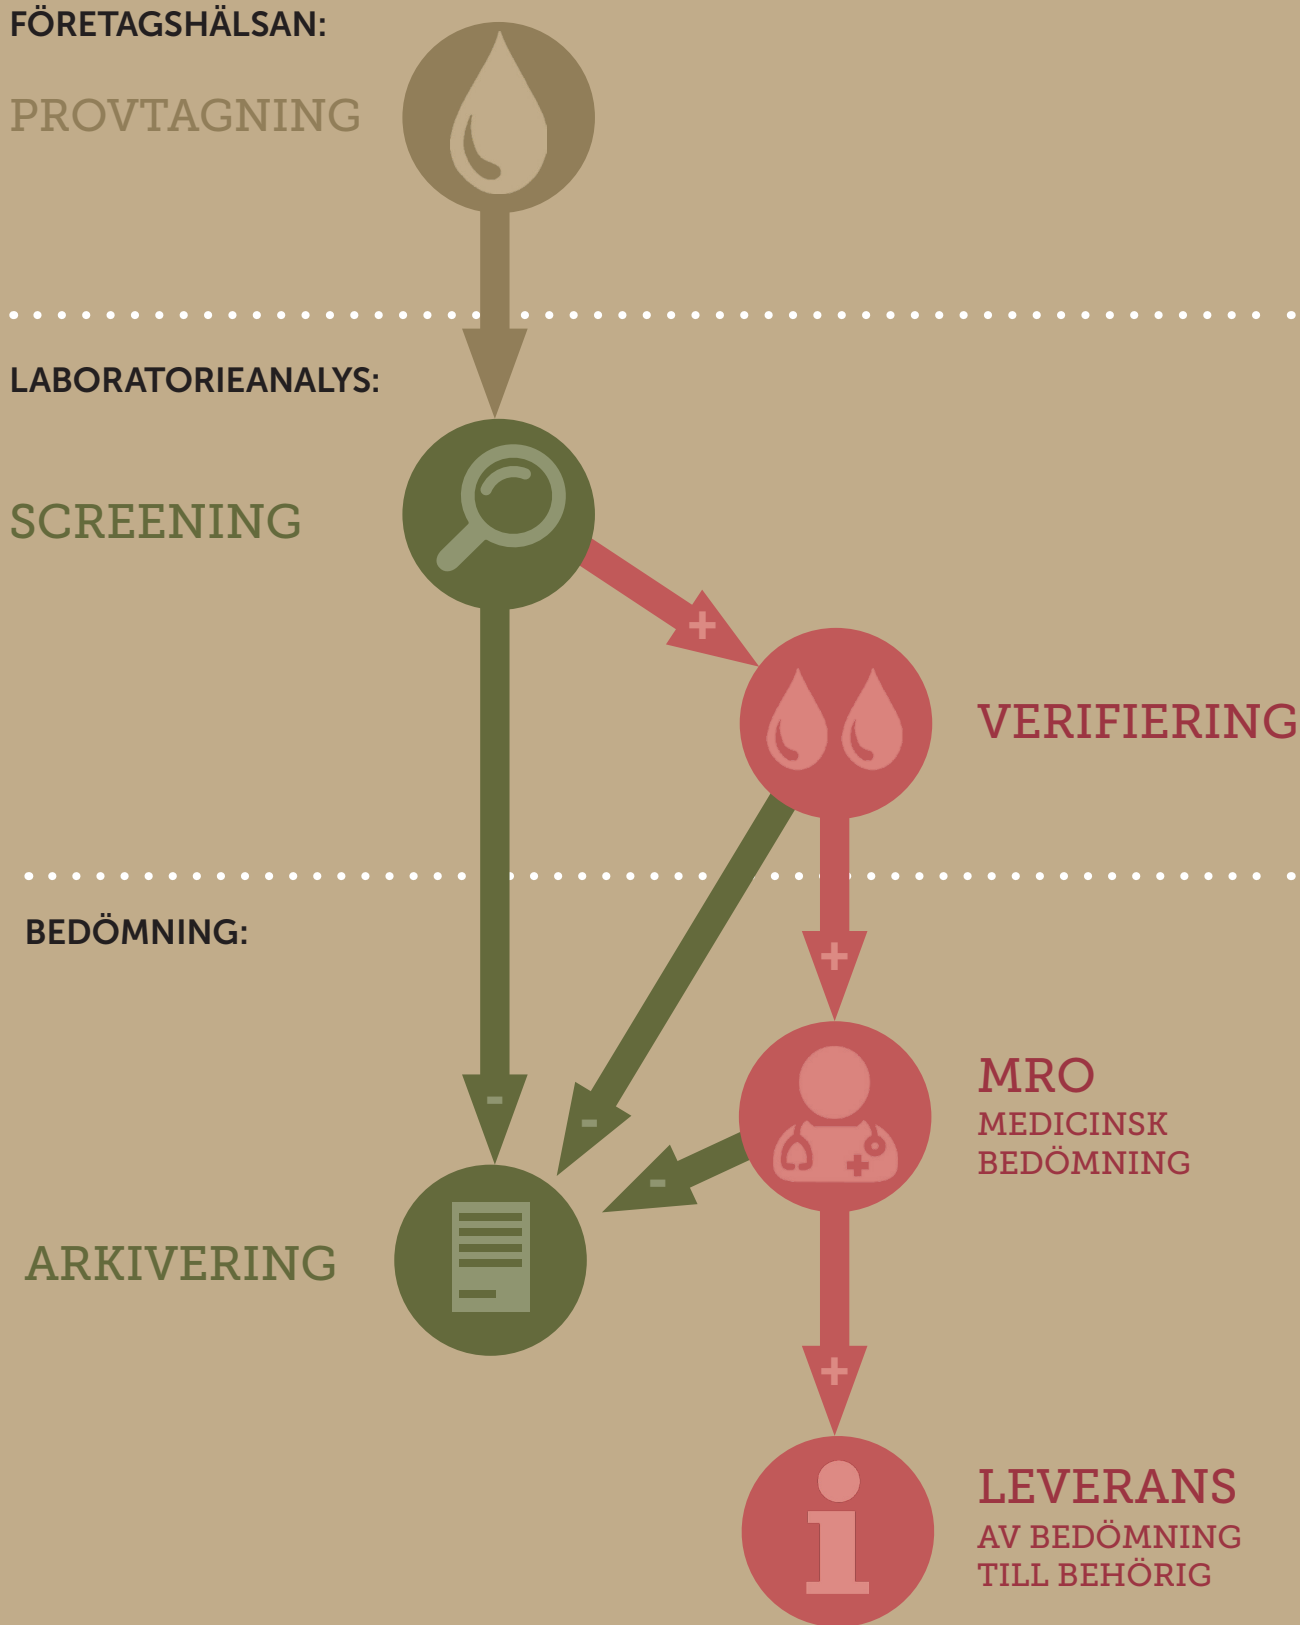 FÖRETAGSHÄLSAN:
PROVTAGNING
LABORATORIEANALYS:
SCREENING
+
VERIFIERING
BEDÖMNING:
+
MRO
MEDICINSK
BEDÖMNING
-
-
-
ARKIVERING
+
LEVERANS
AV BEDÖMNING
TILL BEHÖRIG